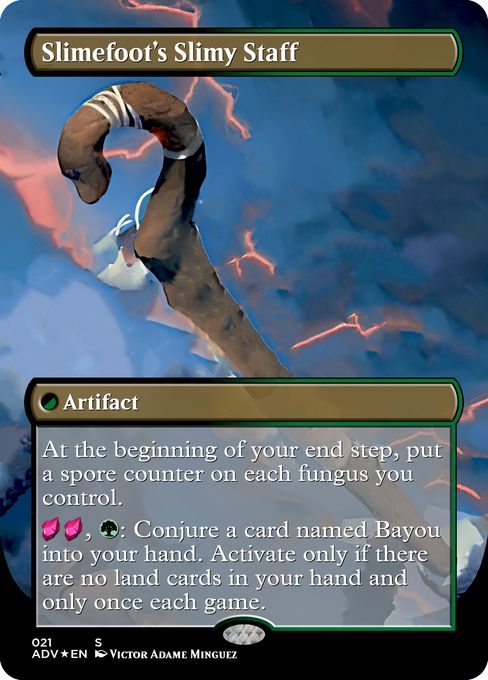 Slimefoot's Slimy Staff
Artifact
At the beginning of your end step, put
a spore counter on each fungus you
control.
, : Conjure a card named Bayou
into your hand. Activate only if there
are no land cards in your hand and
only once each game.
021 S
ADV★EN Victor Adame Minguez